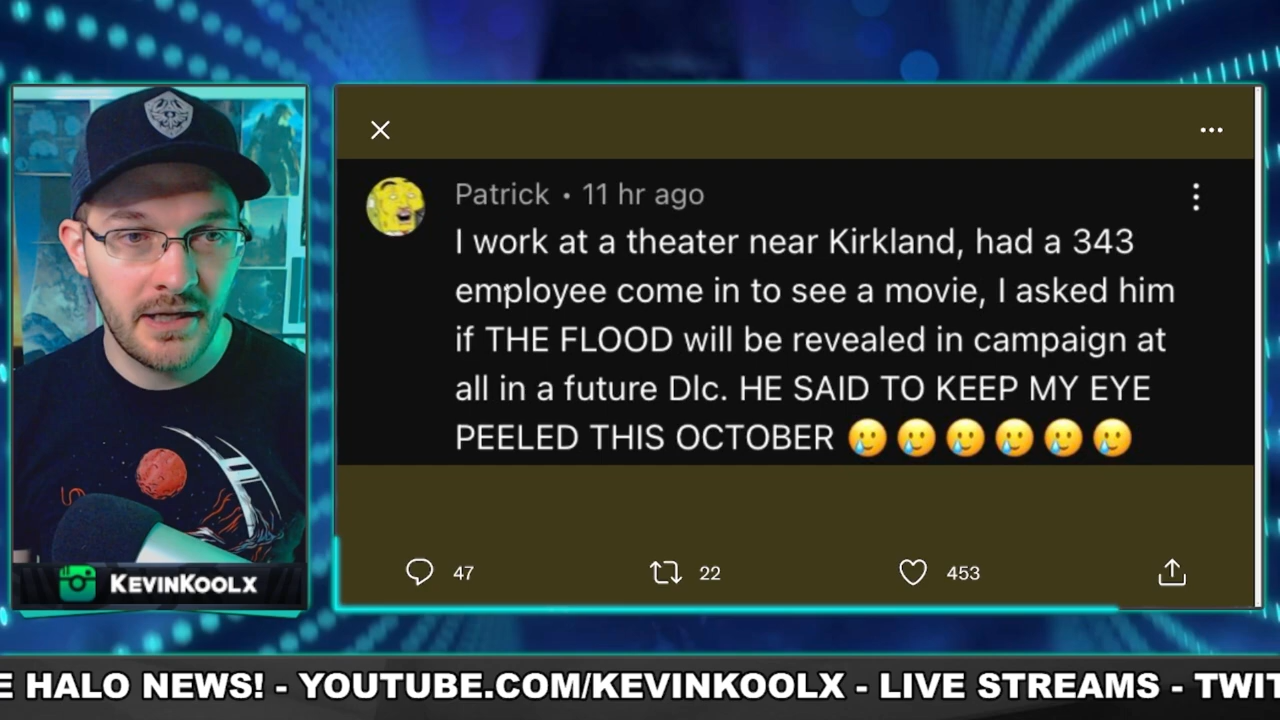 Patrick • 11 hr ago
I work at a theater near Kirkland, had a 343
employee come in to see a movie, I asked him
if THE FLOOD will be revealed in campaign at
all in a future Dlc. HE SAID TO KEEP MY EYE
PEELED THIS OCTOBER 🥲🥲🥲🥲🥲🥲
47
22
453
KEVINKOOLX
E HALO NEWS! - YOUTUBE.COM/KEVINKOOLX - LIVE STREAMS - TWIT